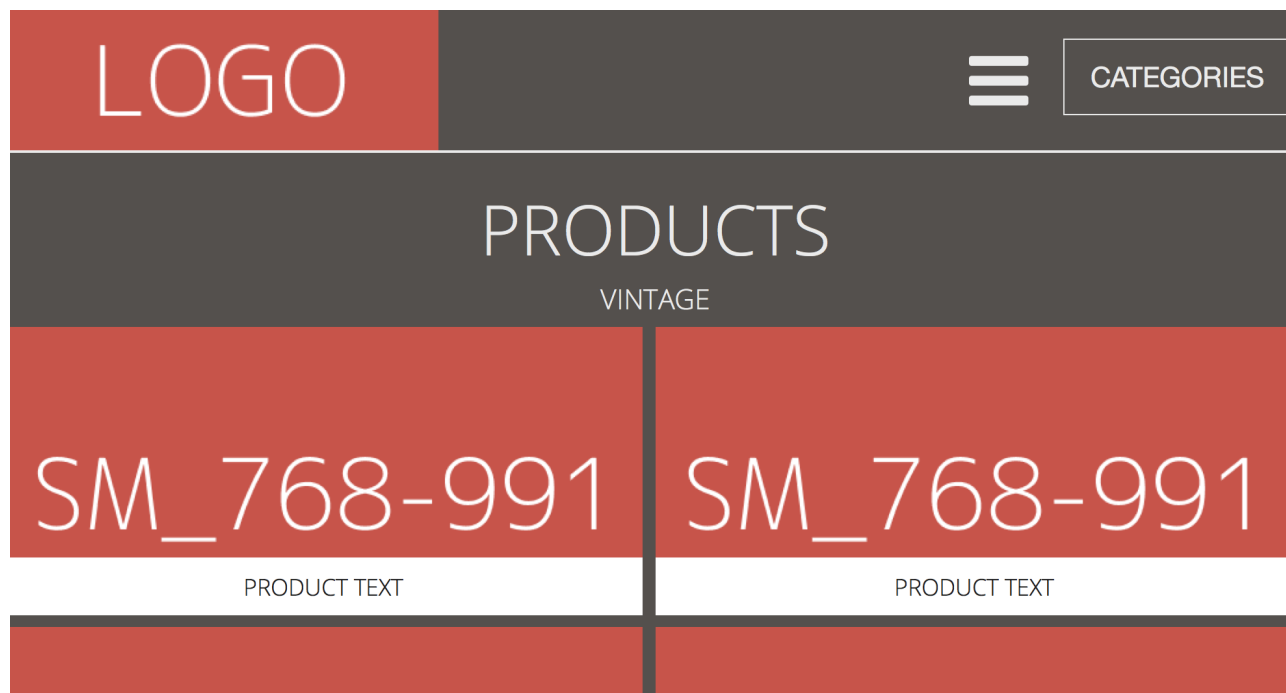 LOGO
CATEGORIES
PRODUCTS
VINTAGE
SM_768-991
SM_768-991
PRODUCT TEXT
PRODUCT TEXT